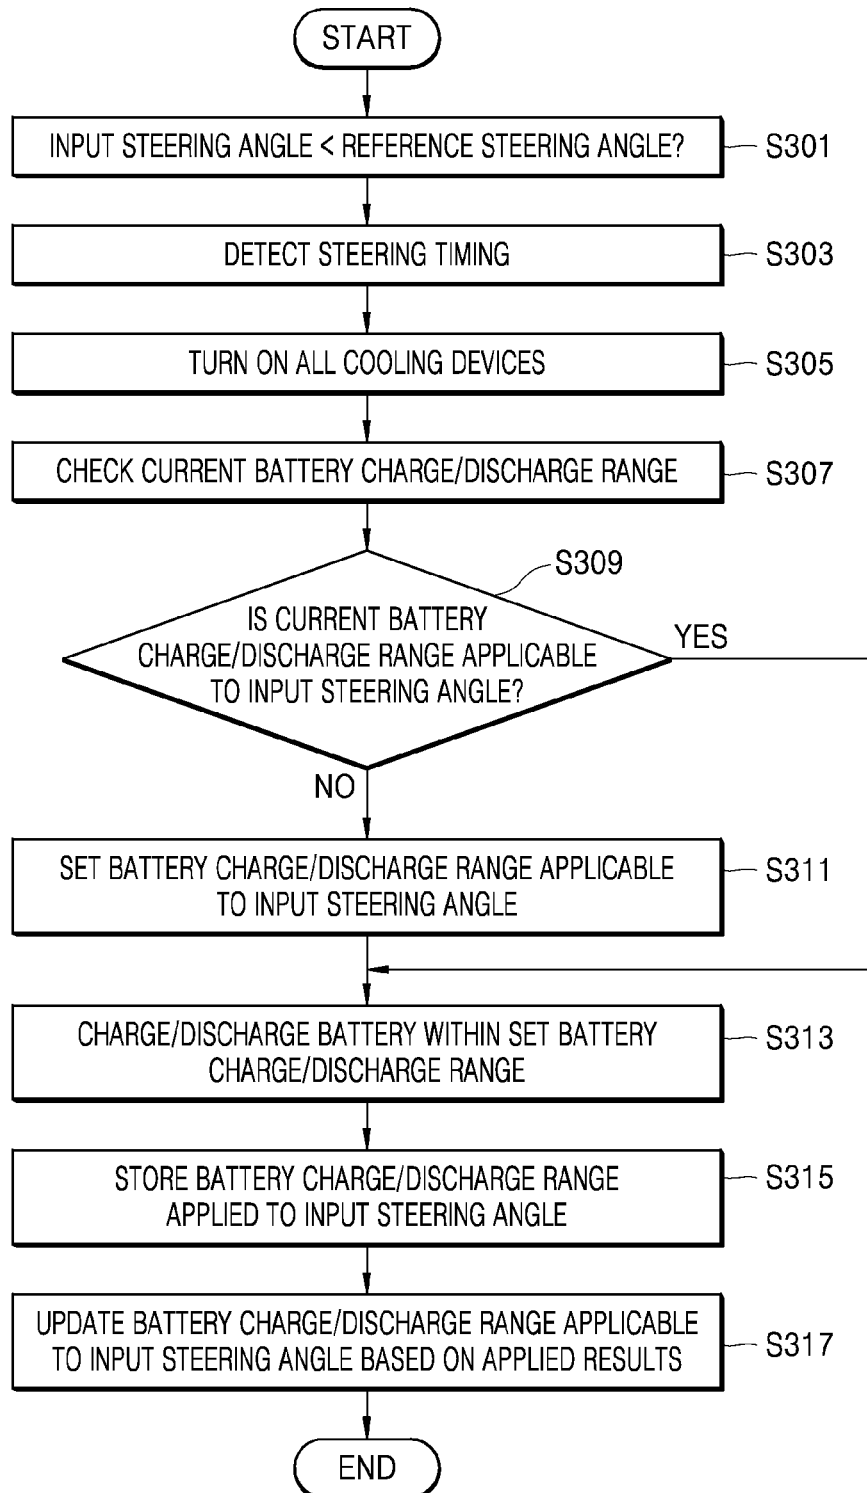 START
INPUT STEERING ANGLE < REFERENCE STEERING ANGLE?
S301
DETECT STEERING TIMING
S303
TURN ON ALL COOLING DEVICES
S305
CHECK CURRENT BATTERY CHARGE/DISCHARGE RANGE
S307
S309
IS CURRENT BATTERY
CHARGE/DISCHARGE RANGE APPLICABLE
TO INPUT STEERING ANGLE?
YES
NO
SET BATTERY CHARGE/DISCHARGE RANGE APPLICABLE
TO INPUT STEERING ANGLE
S311
CHARGE/DISCHARGE BATTERY WITHIN SET BATTERY
CHARGE/DISCHARGE RANGE
S313
STORE BATTERY CHARGE/DISCHARGE RANGE
APPLIED TO INPUT STEERING ANGLE
S315
UPDATE BATTERY CHARGE/DISCHARGE RANGE APPLICABLE
TO INPUT STEERING ANGLE BASED ON APPLIED RESULTS
S317
END